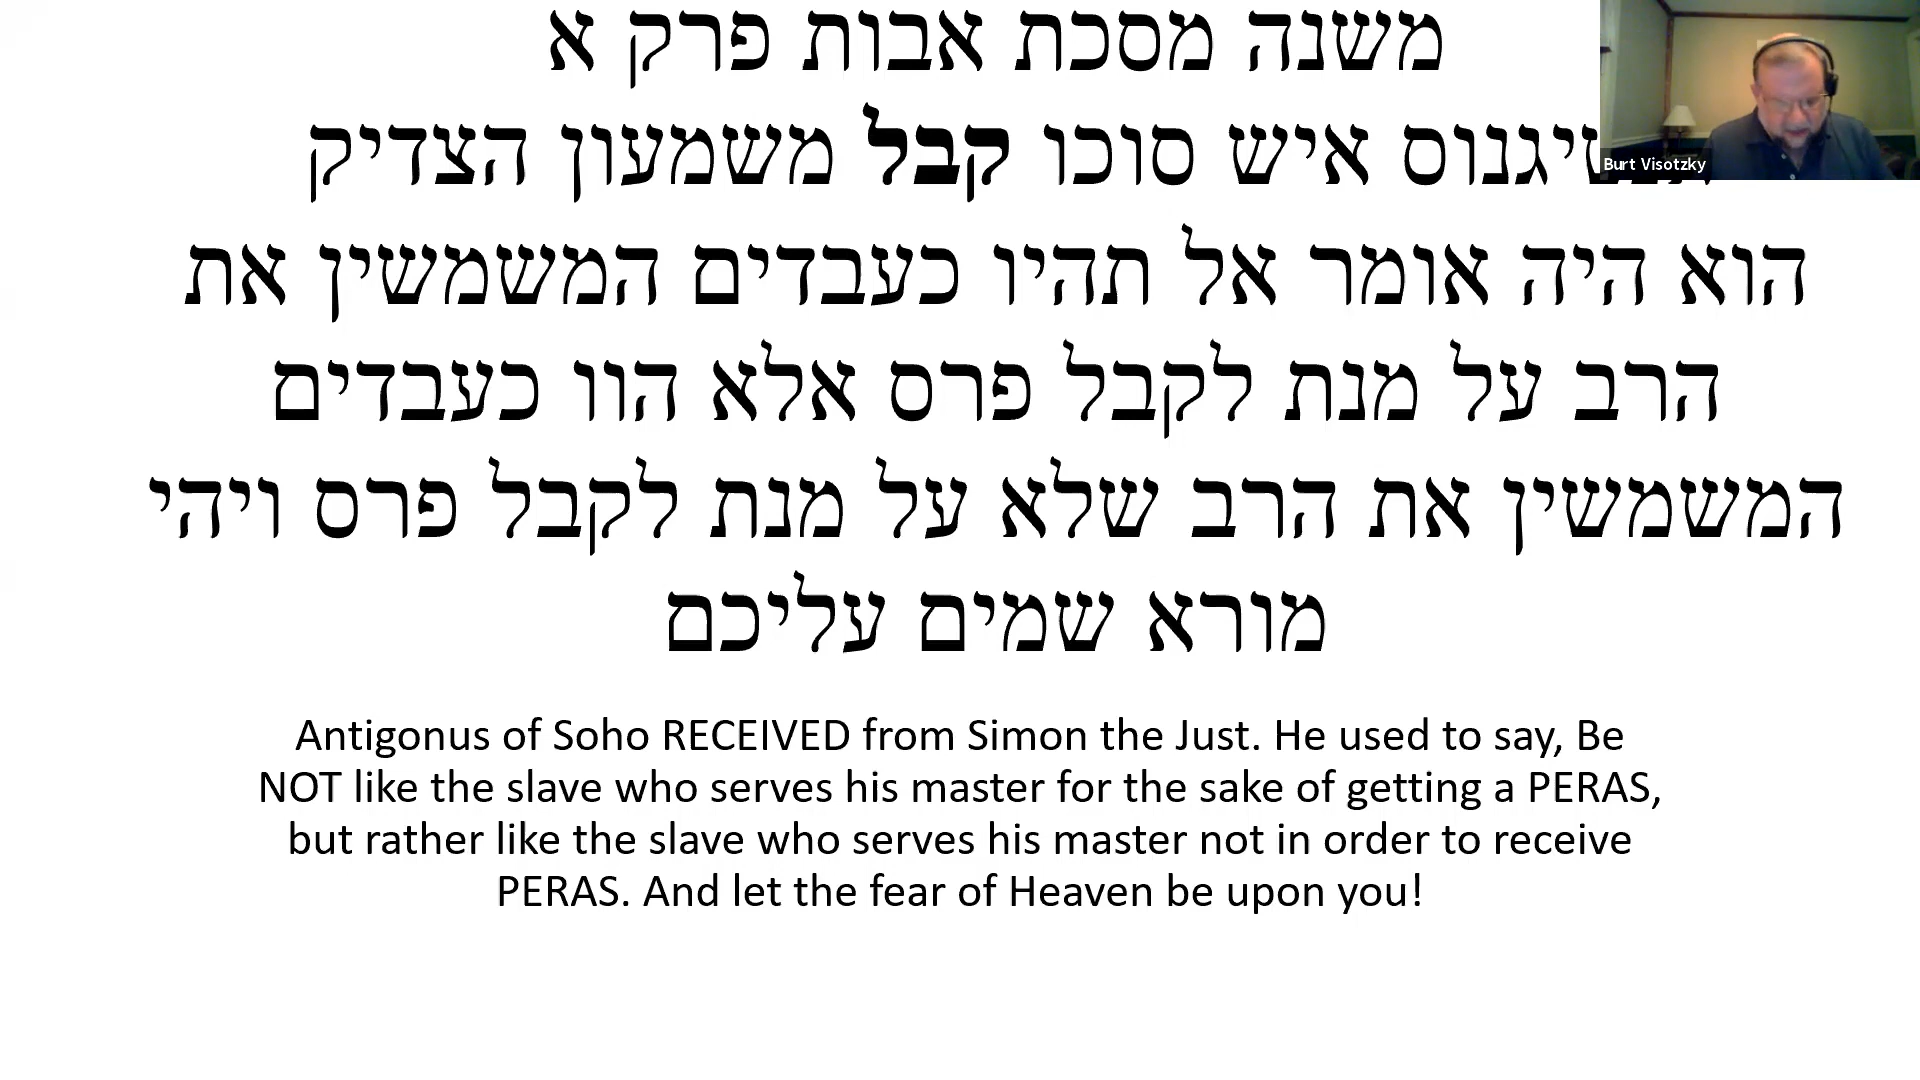 משנה מסכת אבות פרק א
איש סוכו קבל משמעון הצדיק
הוא היה אומר אל תהיו כעבדים המשמשין את
הרב על מנת לקבל פרס אלא הוו כעבדים
המשמשין את הרב שלא על מנת לקבל פרס ויהי
מורא שמים עליכם
Antigonus of Soho RECEIVED from Simon the Just. He used to say, Be
NOT like the slave who serves his master for the sake of getting a PERAS,
but rather like the slave who serves his master not in order to receive
PERAS. And let the fear of Heaven be upon you!
Burt Visotzky